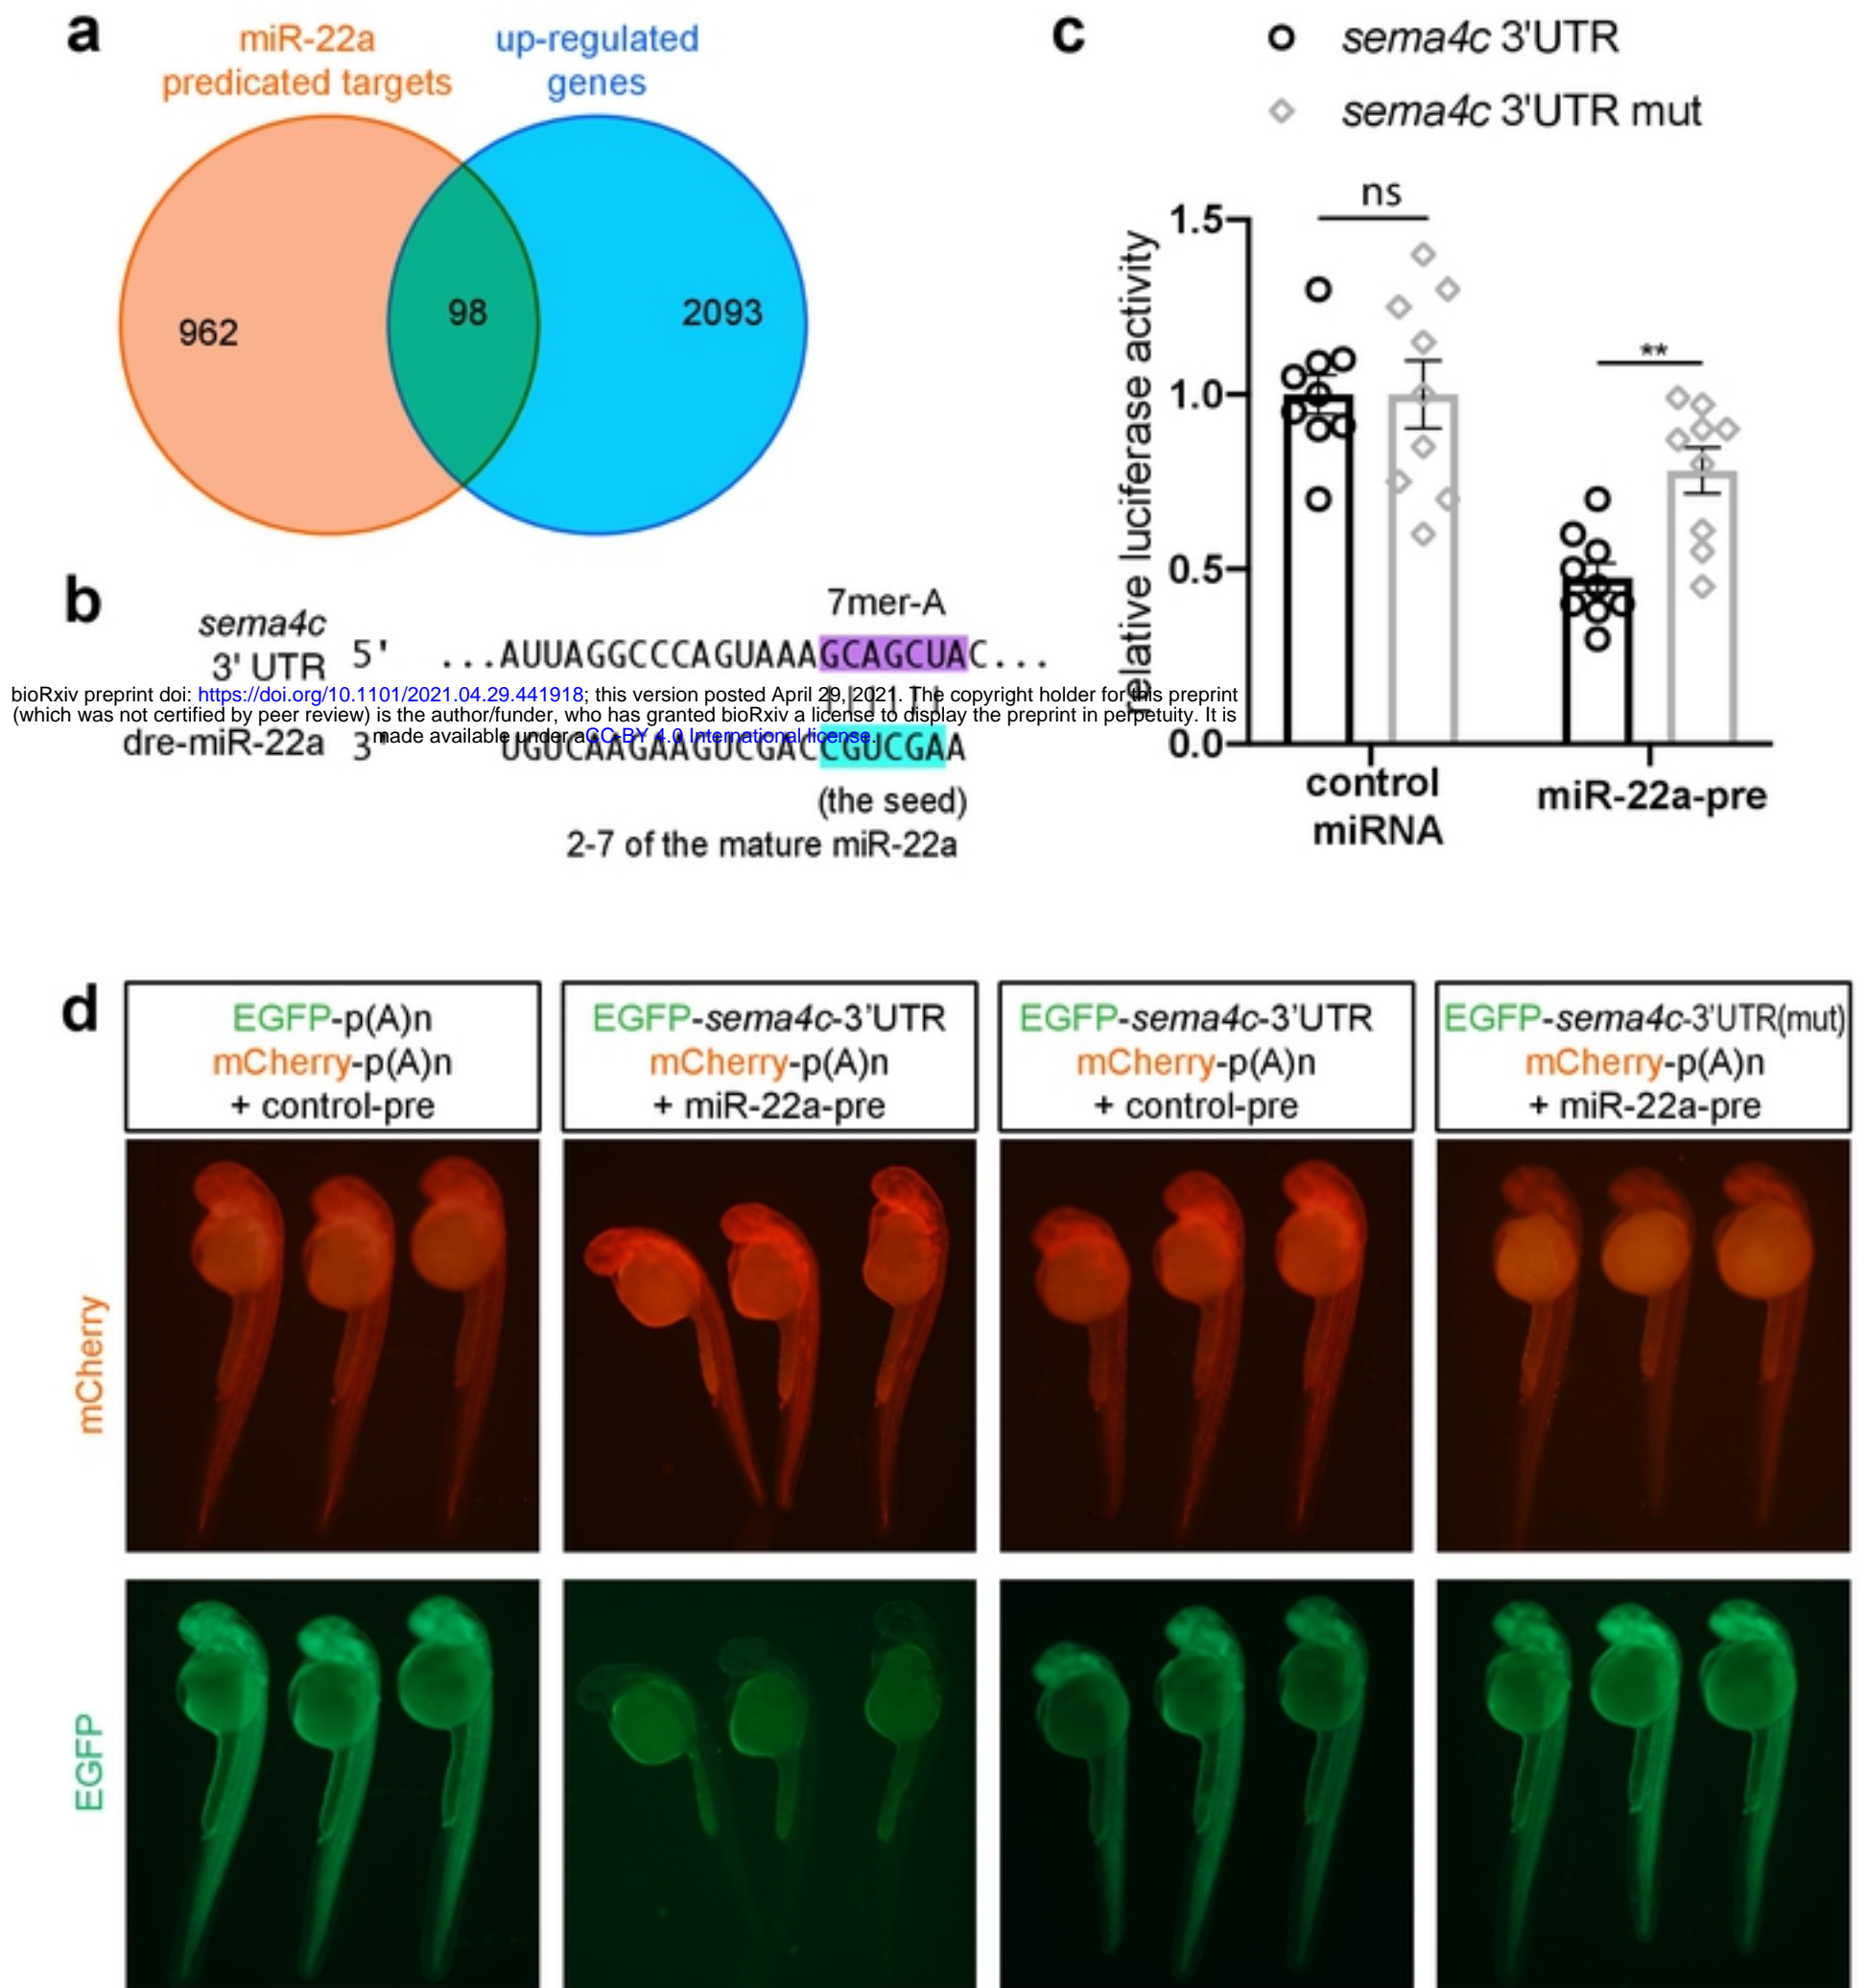 a
miR-22a
predicated targets
up-regulated
genes
962
98
2093
b
7mer-A
sema4c
3' UTR
5' ...AUUAGGCCCAGUAAAGCAGCUAC...
bioRxiv preprint doi: https://doi.org/10.1101/2021.04.29.441918; this version posted April 29, 2021. The copyright holder for this preprint
(which was not certified by peer review) is the author/funder, who has granted bioRxiv a license to display the preprint in perpetuity. It is
made available under aCC-BY 4.0 International license.
dre-miR-22a 3' UGUCAAGAAGUCGACCGUCGAA
(the seed)
2-7 of the mature miR-22a
c
sema4c 3'UTR
sema4c 3'UTR mut
relative luciferase activity
1.5
1.0
0.5
0.0
ns
**
control
miRNA
miR-22a-pre
d
EGFP-p(A)n
mCherry-p(A)n
+ control-pre
EGFP-sema4c-3’UTR
mCherry-p(A)n
+ miR-22a-pre
EGFP-sema4c-3’UTR
mCherry-p(A)n
+ control-pre
EGFP-sema4c-3’UTR(mut)
mCherry-p(A)n
+ miR-22a-pre
mCherry
EGFP